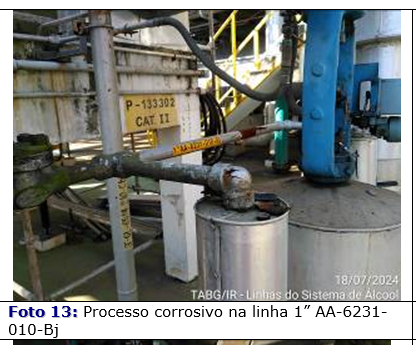 P-133302
CAT. II
18/07/2024
TABG/IR - Linhas do Sistema de Álcool
Foto 13: Processo corrosivo na linha 1” AA-6231-
010-Bj